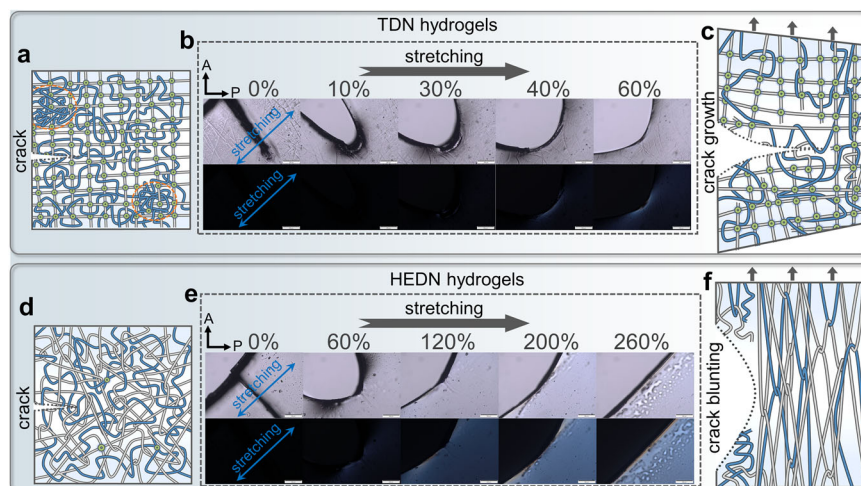 TDN hydrogels
a
crack
b
stretching
A
P
0%
10%
30%
40%
60%
stretching
stretching
c
crack growth
HEDN hydrogels
d
crack
e
stretching
A
P
0%
60%
120%
200%
260%
stretching
stretching
f
crack blunting